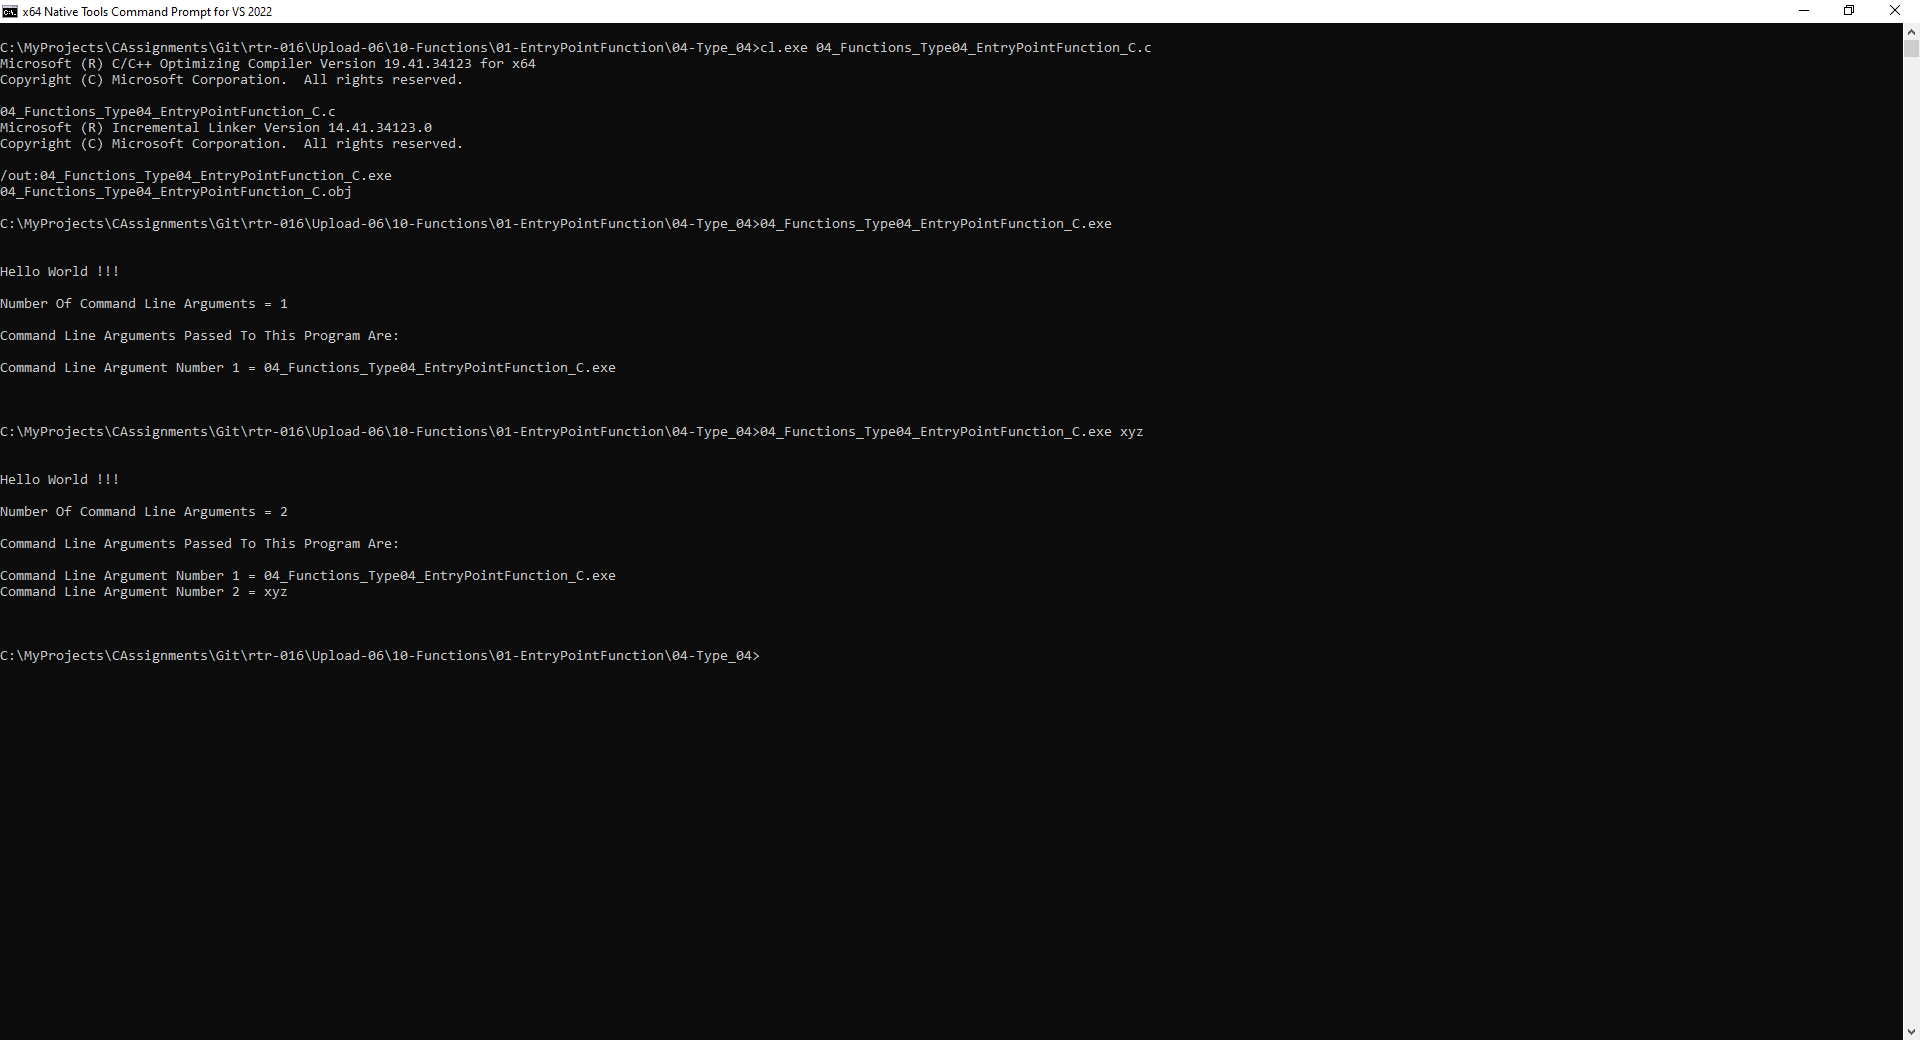 x64 Native Tools Command Prompt for VS 2022
C:\MyProjects\CAssignments\Git\rtr-016\Upload-06\10-Functions\01-EntryPointFunction\04-Type_04>cl.exe 04_Functions_Type04_EntryPointFunction_C.c
Microsoft (R) C/C++ Optimizing Compiler Version 19.41.34123 for x64
Copyright (C) Microsoft Corporation.  All rights reserved.
04_Functions_Type04_EntryPointFunction_C.c
Microsoft (R) Incremental Linker Version 14.41.34123.0
Copyright (C) Microsoft Corporation.  All rights reserved.
/out:04_Functions_Type04_EntryPointFunction_C.exe
04_Functions_Type04_EntryPointFunction_C.obj
C:\MyProjects\CAssignments\Git\rtr-016\Upload-06\10-Functions\01-EntryPointFunction\04-Type_04>04_Functions_Type04_EntryPointFunction_C.exe
Hello World !!!
Number Of Command Line Arguments = 1
Command Line Arguments Passed To This Program Are:
Command Line Argument Number 1 = 04_Functions_Type04_EntryPointFunction_C.exe
C:\MyProjects\CAssignments\Git\rtr-016\Upload-06\10-Functions\01-EntryPointFunction\04-Type_04>04_Functions_Type04_EntryPointFunction_C.exe xyz
Hello World !!!
Number Of Command Line Arguments = 2
Command Line Arguments Passed To This Program Are:
Command Line Argument Number 1 = 04_Functions_Type04_EntryPointFunction_C.exe
Command Line Argument Number 2 = xyz
C:\MyProjects\CAssignments\Git\rtr-016\Upload-06\10-Functions\01-EntryPointFunction\04-Type_04>